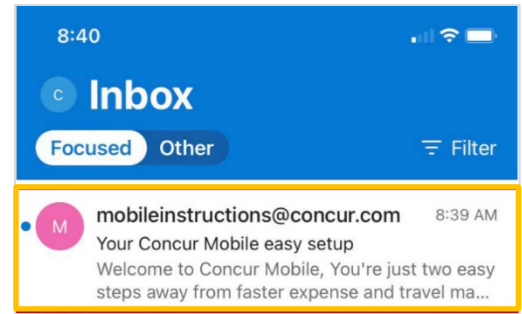 8:40
C Inbox
Focused Other Filter
M mobileinstructions@concur.com 8:39 AM
Your Concur Mobile easy setup
Welcome to Concur Mobile, You're just two easy
steps away from faster expense and travel ma...